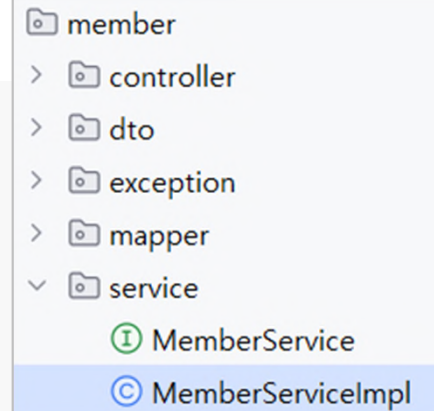 member
controller
dto
exception
mapper
service
I MemberService
C MemberServiceImpl